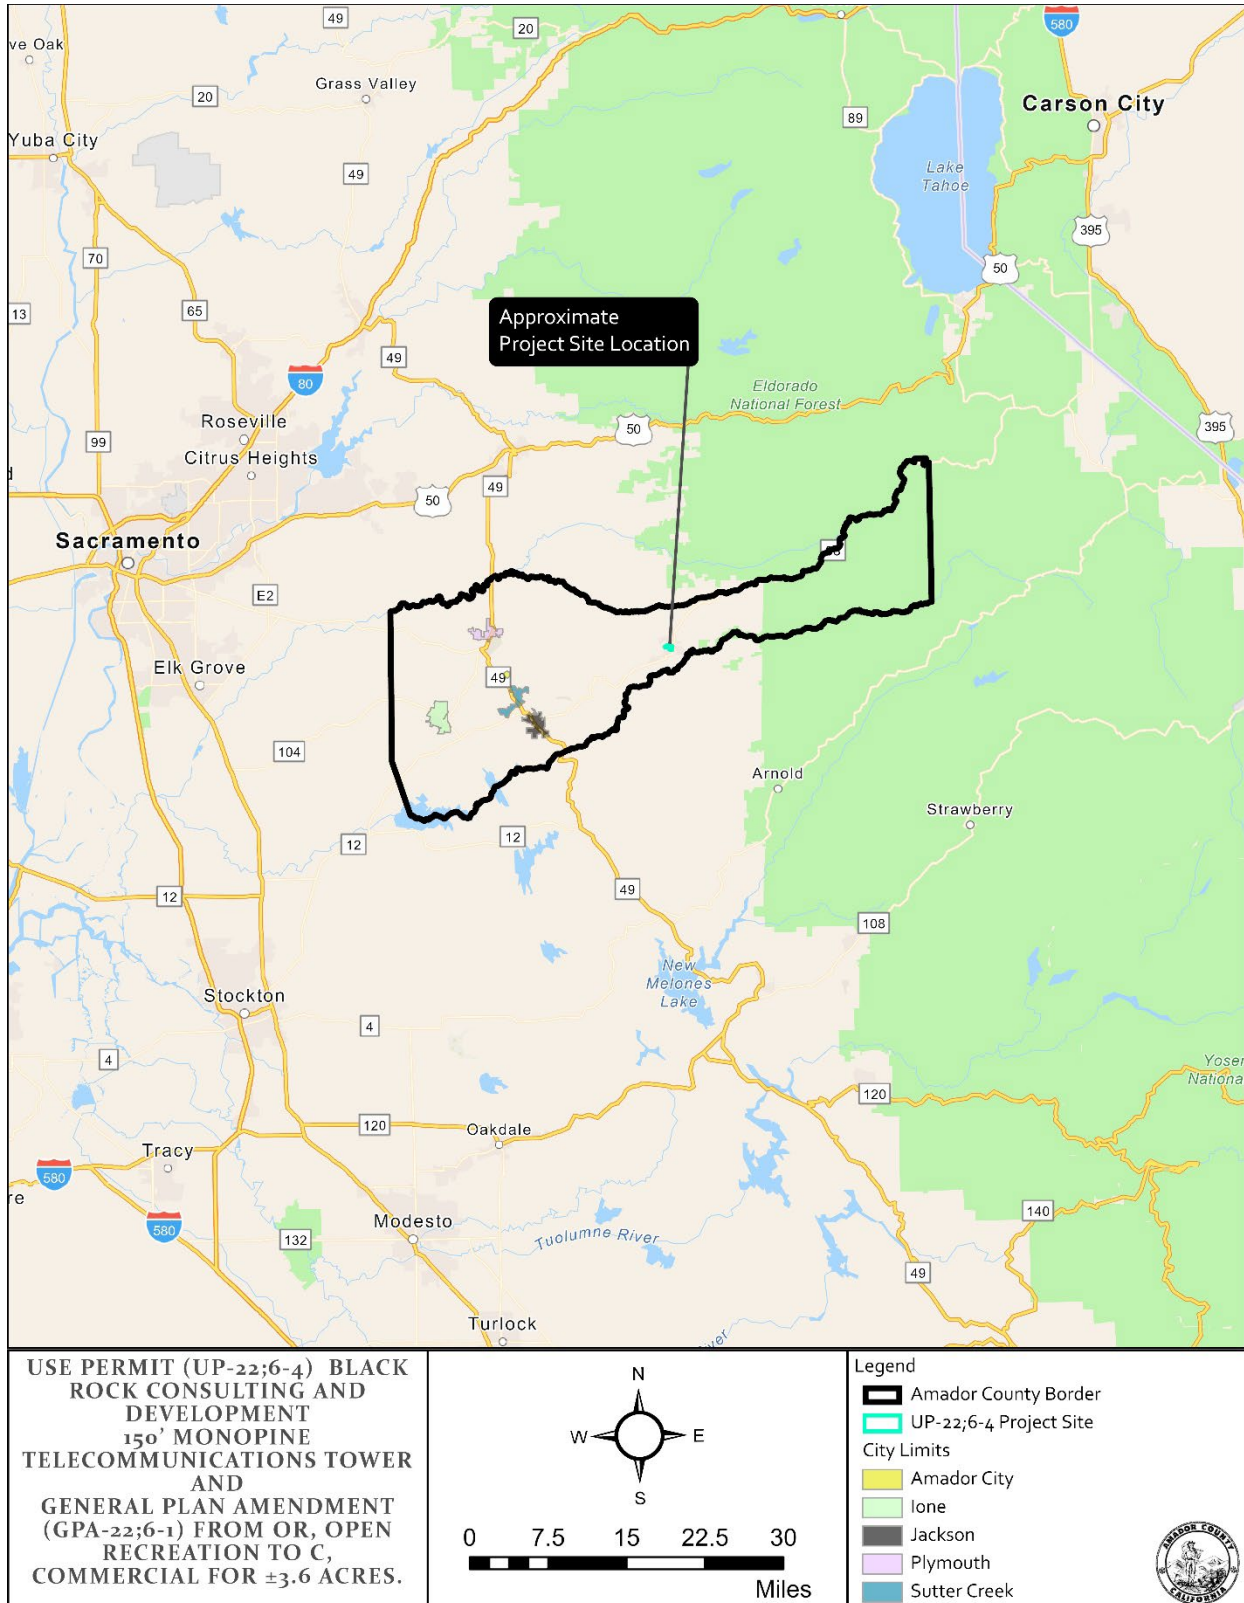 580
49
20
ve Oak
Grass Valley
20
Carson City
89
Yuba City
Lake
Tahoe
49
395
70
50
13
65
Approximate
Project Site Location
49
80
Eldorado
National Forest
Roseville
50
395
99
Citrus Heights
d
49
50
Sacramento
E2
Elk Grove
49
104
Arnold
Strawberry
12
12
12
49
108
New
Melones
Lake
Stockton
4
4
Yosem
Nationa
120
120
Oakdale
Tracy
580
re
140
Modesto
580
132
Tuolumne River
49
Turlock
River
USE PERMIT (UP-22;6-4) BLACK
ROCK CONSULTING AND
DEVELOPMENT
150' MONOPINE
TELECOMMUNICATIONS TOWER
AND
GENERAL PLAN AMENDMENT
(GPA-22;6-1) FROM OR, OPEN
RECREATION TO C,
COMMERCIAL FOR ±3.6 ACRES.
N
W E
S
0 7.5 15 22.5 30
Miles
Legend
Amador County Border
UP-22;6-4 Project Site
City Limits
Amador City
Ione
Jackson
Plymouth
Sutter Creek
AMADOR COUNTY
CALIFORNIA